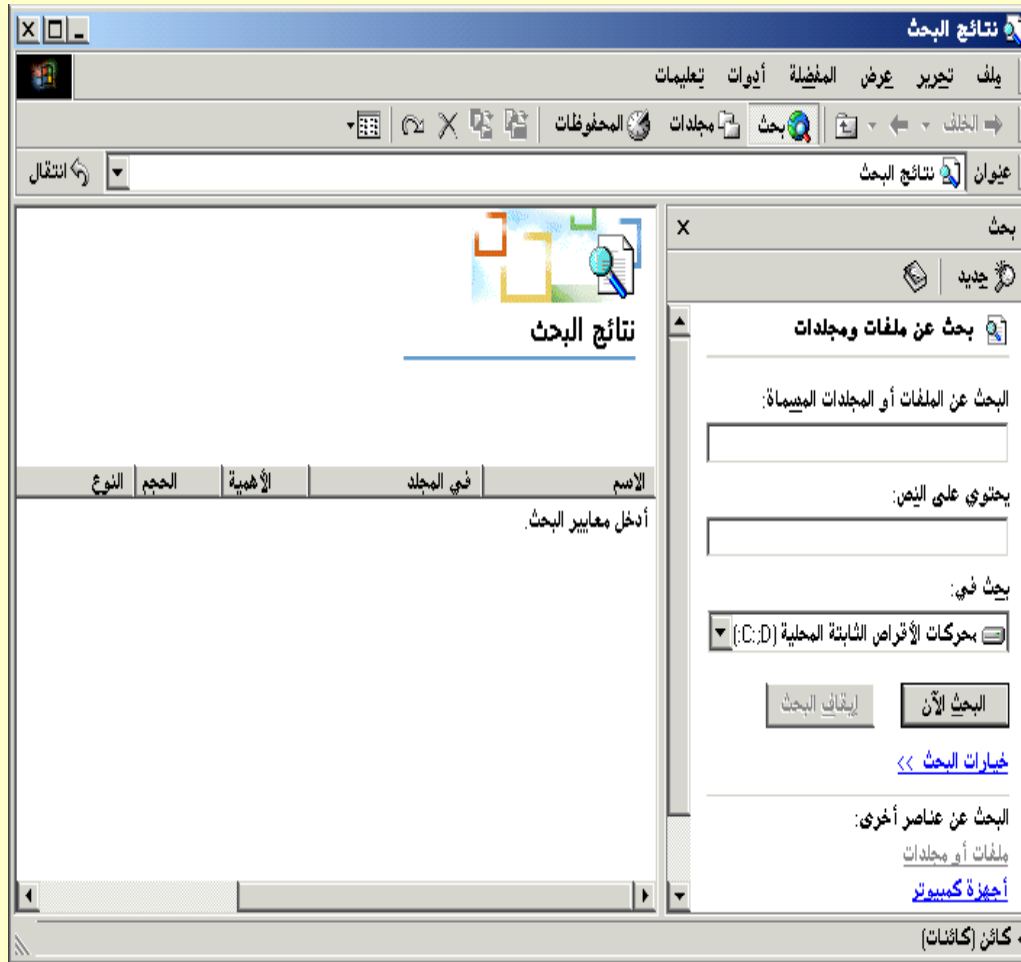 نتائج البحث
ملف تحرير عرض المفضلة أدوات تعليمات
الخلف بحث مجلدات المحفوظات
عنوان نتائج البحث انتقال
بحث
جديد
بحث عن ملفات ومجلدات
البحث عن الملفات أو المجلدات المسماة:
يحتوي على النص:
بحث في:
محركات الأقراص الثابتة المحلية (C:;D:)
البحث الآن إيقاف البحث
خيارات البحث >>
البحث عن عناصر أخرى:
ملفات أو مجلدات
أجهزة كمبيوتر
نتائج البحث
الاسم في المجلد الأهمية الحجم النوع
أدخل معايير البحث.
كائن (كائنات)